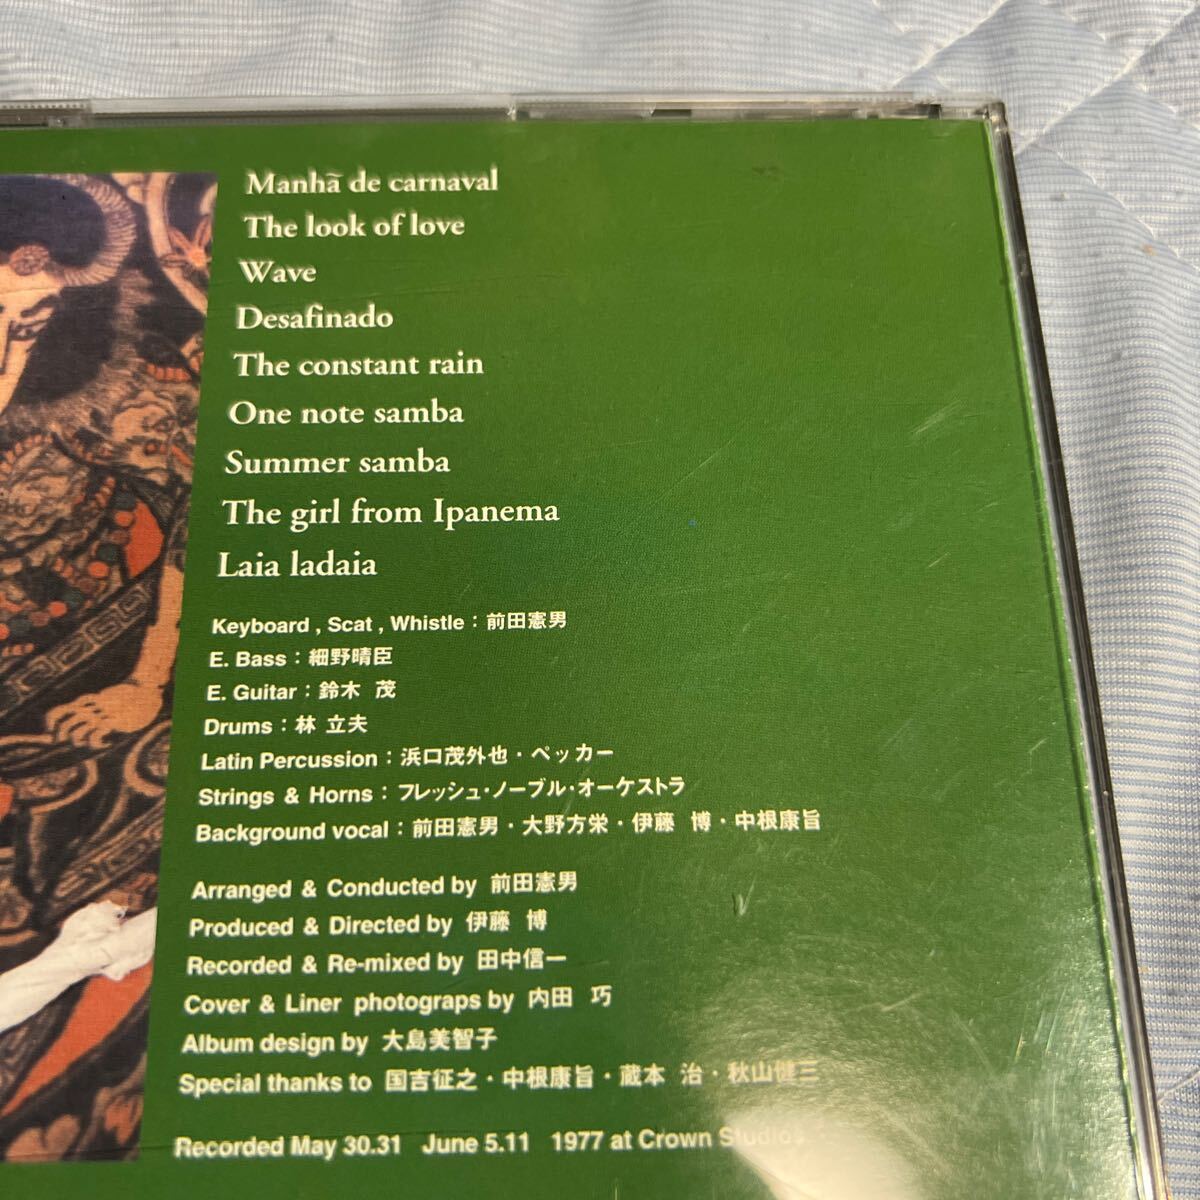 Manhã de carnaval
The look of love
Wave
Desafinado
The constant rain
One note samba
Summer samba
The girl from Ipanema
Laia ladaia
Keyboard , Scat , Whistle : 前田憲男
E. Bass : 細野晴臣
E. Guitar : 鈴木 茂
Drums : 林 立夫
Latin Percussion : 浜口茂外也・ペッカー
Strings & Horns : フレッシュ・ノーブル・オーケストラ
Background vocal : 前田憲男・大野方栄・伊藤 博・中根康旨
Arranged & Conducted by 前田憲男
Produced & Directed by 伊藤 博
Recorded & Re-mixed by 田中信一
Cover & Liner photograps by 内田 巧
Album design by 大島美智子
Special thanks to 国吉征之・中根康旨・蔵本 治・秋山健三
Recorded May 30.31 June 5.11 1977 at Crown Studios